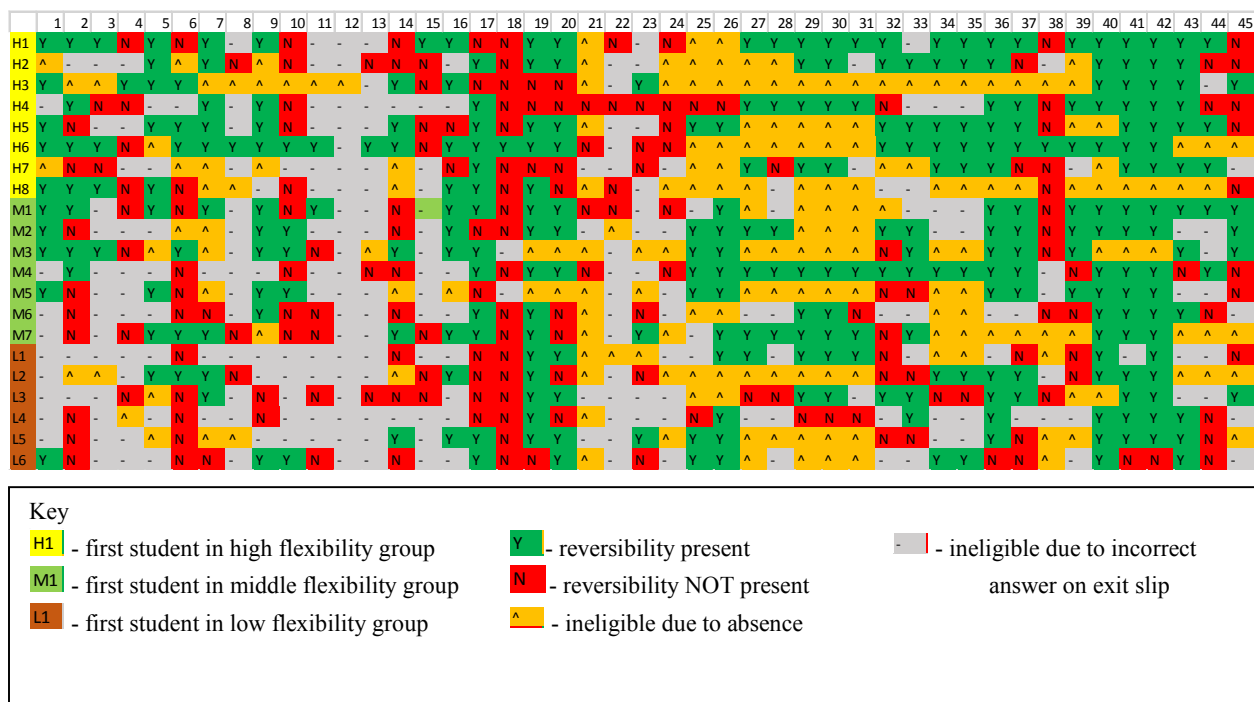 1 2 3 4 5 6 7 8 9 10 11 12 13 14 15 16 17 18 19 20 21 22 23 24 25 26 27 28 29 30 31 32 33 34 35 36 37 38 39 40 41 42 43 44 45
H1 Y Y Y N Y N Y - Y N - - - N Y Y N N Y Y ^ N - N ^ ^ Y Y Y Y Y Y - Y Y Y Y N Y Y Y Y Y Y N
H2 ^ - - - Y ^ Y N ^ N - - N N N - Y N Y Y ^ - - ^ ^ ^ ^ ^ Y Y - Y Y Y Y Y N - ^ Y Y Y Y N N
H3 Y ^ ^ Y Y Y ^ ^ ^ ^ ^ ^ - Y N Y N N N N ^ - Y ^ ^ ^ ^ ^ ^ ^ ^ ^ ^ ^ ^ ^ ^ ^ ^ Y Y Y Y - Y
H4 - Y N N - - Y - Y N - - - - - - Y N N N N N N N N N Y Y Y Y Y N - - - Y Y N Y Y Y Y Y N N
H5 Y N - - Y Y Y - Y N - - - Y N N Y N Y Y ^ - - N Y Y ^ ^ ^ ^ ^ Y Y Y Y Y Y N ^ ^ Y Y Y Y N
H6 Y Y Y N ^ Y Y Y Y Y Y - Y Y N Y Y Y Y Y N - N N ^ ^ ^ ^ ^ ^ ^ Y Y Y Y Y Y Y Y Y Y Y ^ ^ ^
H7 ^ N N - - ^ ^ - ^ - - - - ^ - N Y N N N - - N - ^ ^ Y N Y Y - ^ ^ Y Y Y N N - ^ Y Y Y Y -
H8 Y Y Y N Y N ^ ^ - N - - - ^ - Y Y N Y N ^ N - ^ ^ ^ ^ - ^ ^ ^ - - ^ ^ ^ ^ N ^ ^ ^ ^ ^ ^ N
M1 Y Y - N Y N Y - Y N Y - - N - Y Y N Y Y N N - N - Y ^ - ^ ^ ^ ^ - - - Y Y N Y Y Y Y Y Y Y
M2 Y N - - - ^ ^ - Y Y - - - N - Y N N Y Y - ^ - - Y Y Y Y ^ ^ ^ Y Y - - Y Y N Y Y Y Y - - Y
M3 Y Y Y N ^ Y ^ - Y Y N - ^ Y - Y Y - ^ ^ ^ - ^ ^ Y Y ^ ^ ^ ^ ^ N Y ^ ^ Y Y N Y ^ ^ ^ Y - Y
M4 - Y - - - N - - - N - - N N - - Y N Y Y N - - N Y Y Y Y Y Y Y Y Y Y Y Y Y - N Y Y Y N Y N
M5 Y N - - Y N ^ - Y Y - - - ^ - ^ N - ^ ^ ^ - ^ - Y Y ^ ^ ^ ^ ^ N N ^ ^ Y Y - Y Y Y Y - - N
M6 - N - - - N N - Y N N - - N - Y Y N Y N ^ - N - ^ ^ - - Y Y N - - ^ ^ - - N N Y Y Y Y N -
M7 - N - N Y Y Y N ^ N N - - Y N Y Y N Y N ^ - Y ^ - Y Y Y Y Y Y N Y ^ ^ ^ ^ ^ ^ Y Y Y ^ ^ ^
L1 - - - - - N - - - - - - - N - - N N Y Y ^ ^ ^ - - Y Y - Y Y Y N - ^ ^ - N ^ N Y - Y - - N
L2 - ^ ^ - Y Y Y N - - - - - ^ N Y N N Y N ^ - N ^ ^ ^ ^ ^ ^ ^ ^ N N Y Y Y Y - N Y Y Y ^ ^ ^
L3 - - - N ^ N Y - N - N - N N N - N N Y Y - - - - ^ ^ N N Y Y - Y Y N N Y Y N ^ ^ Y Y - - Y
L4 - N - ^ - N - - N - - - - - - - N N Y N ^ - - - N Y - - N N N - Y - - Y - - - Y Y Y Y N -
L5 - N - - ^ N ^ ^ - - - - - Y - Y Y N Y Y - - Y ^ Y Y ^ ^ ^ ^ ^ N N - - Y N ^ ^ Y Y Y Y N ^
L6 Y N - - - N N - Y Y N - - N - - Y N N Y ^ - N - Y Y ^ - ^ ^ ^ - - Y Y N N ^ - Y N N Y N -
Key
H1 - first student in high flexibility group
M1 - first student in middle flexibility group
L1 - first student in low flexibility group
Y - reversibility present
N - reversibility NOT present
^ - ineligible due to absence
- - ineligible due to incorrect
answer on exit slip